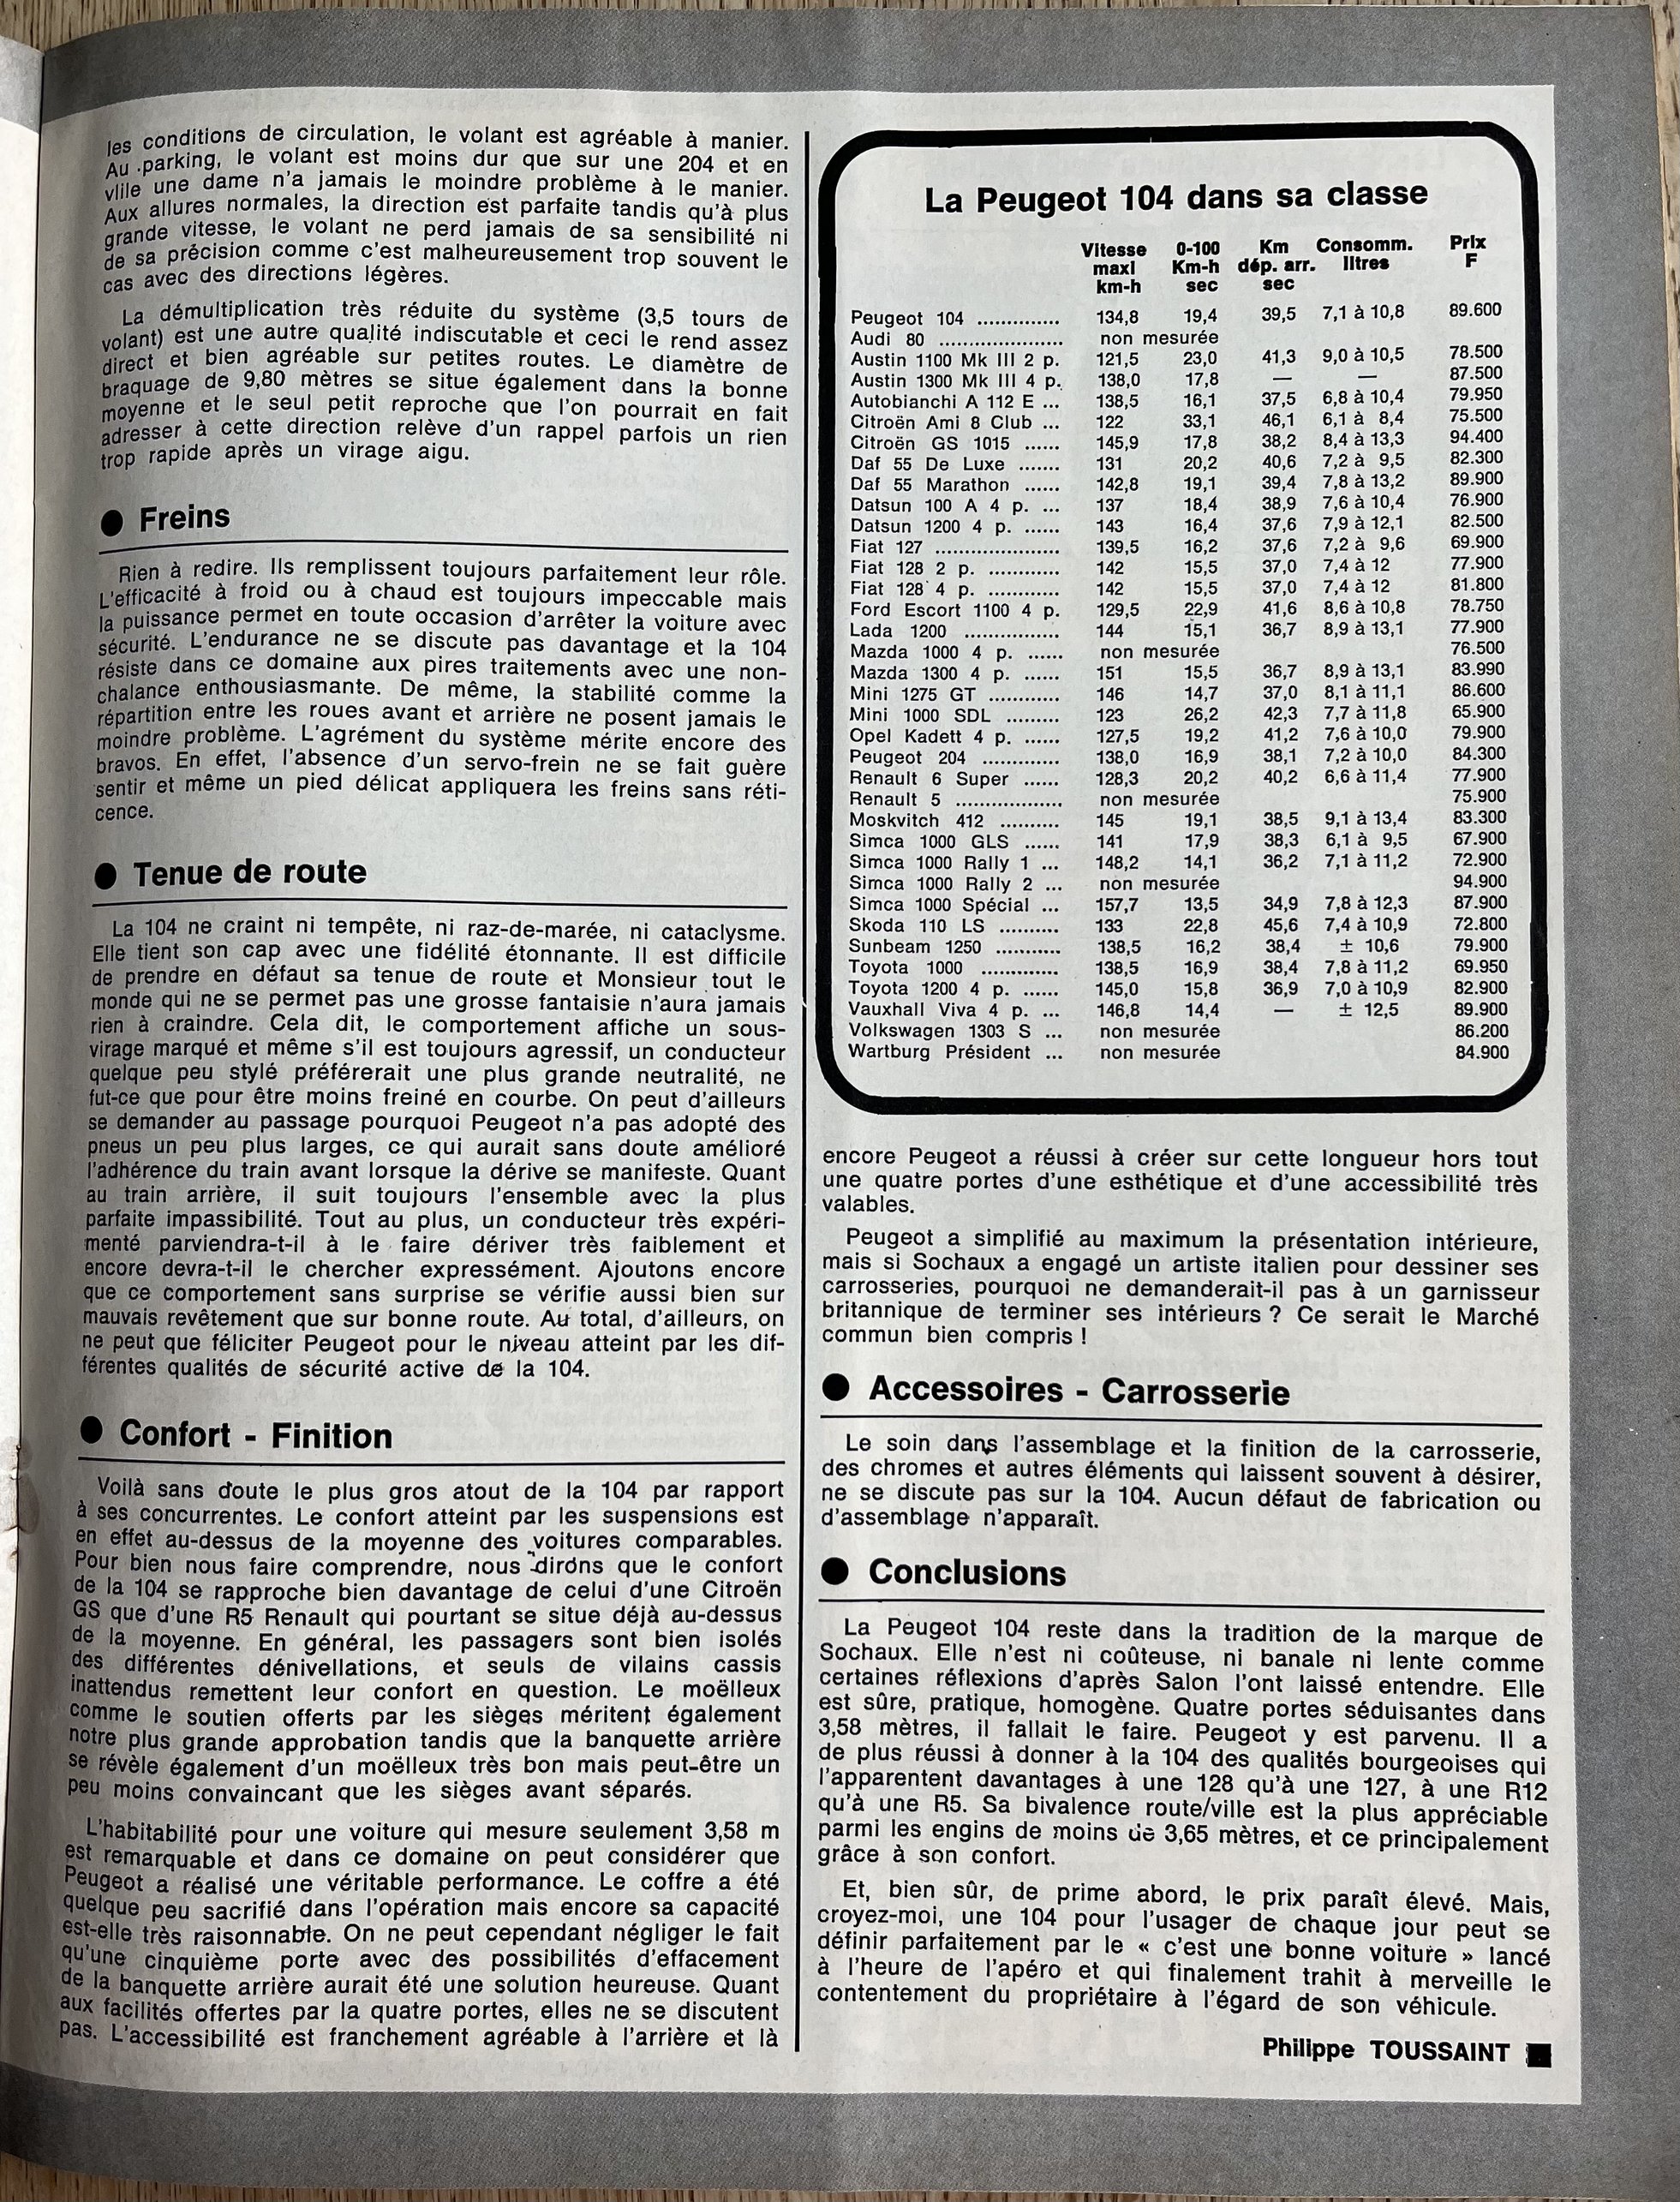 les conditions de circulation, le volant est agréable à manier.
Au parking, le volant est moins dur que sur une 204 et en
vlile une dame n'a jamais le moindre problème à le manier.
Aux allures normales, la direction est parfaite tandis qu'à plus
grande vitesse, le volant ne perd jamais de sa sensibilité ni
de sa précision comme c'est malheureusement trop souvent le
cas avec des directions légères.
La démultiplication très réduite du système (3,5 tours de
volant) est une autre qualité indiscutable et ceci le rend assez
direct et bien agréable sur petites routes. Le diamètre de
braquage de 9,80 mètres se situe également dans la bonne
moyenne et le seul petit reproche que l'on pourrait en fait
adresser à cette direction relève d'un rappel parfois un rien
trop rapide après un virage aigu.
● Freins
Rien à redire. Ils remplissent toujours parfaitement leur rôle.
L'efficacité à froid ou à chaud est toujours impeccable mais
la puissance permet en toute occasion d'arrêter la voiture avec
sécurité. L'endurance ne se discute pas davantage et la 104
résiste dans ce domaine aux pires traitements avec une non-
chalance enthousiasmante. De même, la stabilité comme la
répartition entre les roues avant et arrière ne posent jamais le
moindre problème. L'agrément du système mérite encore des
bravos. En effet, l'absence d'un servo-frein ne se fait guère
sentir et même un pied délicat appliquera les freins sans réti-
cence.
● Tenue de route
La 104 ne craint ni tempête, ni raz-de-marée, ni cataclysme.
Elle tient son cap avec une fidélité étonnante. Il est difficile
de prendre en défaut sa tenue de route et Monsieur tout le
monde qui ne se permet pas une grosse fantaisie n'aura jamais
rien à craindre. Cela dit, le comportement affiche un sous-
virage marqué et même s'il est toujours agressif, un conducteur
quelque peu stylé préférerait une plus grande neutralité, ne
fut-ce que pour être moins freiné en courbe. On peut d'ailleurs
se demander au passage pourquoi Peugeot n'a pas adopté des
pneus un peu plus larges, ce qui aurait sans doute amélioré
l'adhérence du train avant lorsque la dérive se manifeste. Quant
au train arrière, il suit toujours l'ensemble avec la plus
parfaite impassibilité. Tout au plus, un conducteur très expéri-
menté parviendra-t-il à le faire dériver très faiblement et
encore devra-t-il le chercher expressément. Ajoutons encore
que ce comportement sans surprise se vérifie aussi bien sur
mauvais revêtement que sur bonne route. Au total, d'ailleurs, on
ne peut que féliciter Peugeot pour le niveau atteint par les dif-
férentes qualités de sécurité active de la 104.
● Confort - Finition
Voilà sans doute le plus gros atout de la 104 par rapport
à ses concurrentes. Le confort atteint par les suspensions est
en effet au-dessus de la moyenne des voitures comparables.
Pour bien nous faire comprendre, nous dirons que le confort
de la 104 se rapproche bien davantage de celui d'une Citroën
GS que d'une R5 Renault qui pourtant se situe déjà au-dessus
de la moyenne. En général, les passagers sont bien isolés
des différentes dénivellations, et seuls de vilains cassis
inattendus remettent leur confort en question. Le moëlleux
comme le soutien offerts par les sièges méritent également
notre plus grande approbation tandis que la banquette arrière
se révèle également d'un moëlleux très bon mais peut-être un
peu moins convaincant que les sièges avant séparés.
L'habitabilité pour une voiture qui mesure seulement 3,58 m
est remarquable et dans ce domaine on peut considérer que
Peugeot a réalisé une véritable performance. Le coffre a été
quelque peu sacrifié dans l'opération mais encore sa capacité
est-elle très raisonnable. On ne peut cependant négliger le fait
qu'une cinquième porte avec des possibilités d'effacement
de la banquette arrière aurait été une solution heureuse. Quant
aux facilités offertes par la quatre portes, elles ne se discutent
pas. L'accessibilité est franchement agréable à l'arrière et là
La Peugeot 104 dans sa classe
Vitesse 0-100 Km Consomm. Prix
maxi Km-h dép. arr. litres F
km-h sec sec
Peugeot 104 .............. 134,8 19,4 39,5 7,1 à 10,8 89.600
Audi 80 ..................... non mesurée
Austin 1100 Mk III 2 p. 121,5 23,0 41,3 9,0 à 10,5 78.500
Austin 1300 Mk III 4 p. 138,0 17,8 — — 87.500
Autobianchi A 112 E ... 138,5 16,1 37,5 6,8 à 10,4 79.950
Citroën Ami 8 Club ... 122 33,1 46,1 6,1 à 8,4 75.500
Citroën GS 1015 ...... 145,9 17,8 38,2 8,4 à 13,3 94.400
Daf 55 De Luxe ....... 131 20,2 40,6 7,2 à 9,5 82.300
Daf 55 Marathon ...... 142,8 19,1 39,4 7,8 à 13,2 89.900
Datsun 100 A 4 p. ... 137 18,4 38,9 7,6 à 10,4 76.900
Datsun 1200 4 p. ...... 143 16,4 37,6 7,9 à 12,1 82.500
Fiat 127 ..................... 139,5 16,2 37,6 7,2 à 9,6 69.900
Fiat 128 2 p. ............ 142 15,5 37,0 7,4 à 12 77.900
Fiat 128 4 p. ............ 142 15,5 37,0 7,4 à 12 81.800
Ford Escort 1100 4 p. 129,5 22,9 41,6 8,6 à 10,8 78.750
Lada 1200 ................ 144 15,1 36,7 8,9 à 13,1 77.900
Mazda 1000 4 p. ...... non mesurée 76.500
Mazda 1300 4 p. ...... 151 15,5 36,7 8,9 à 13,1 83.990
Mini 1275 GT ............ 146 14,7 37,0 8,1 à 11,1 86.600
Mini 1000 SDL ......... 123 26,2 42,3 7,7 à 11,8 65.900
Opel Kadett 4 p. ...... 127,5 19,2 41,2 7,6 à 10,0 79.900
Peugeot 204 .............. 138,0 16,9 38,1 7,2 à 10,0 84.300
Renault 6 Super ...... 128,3 20,2 40,2 6,6 à 11,4 77.900
Renault 5 .................. non mesurée 75.900
Moskvitch 412 .......... 145 19,1 38,5 9,1 à 13,4 83.300
Simca 1000 GLS ...... 141 17,9 38,3 6,1 à 9,5 67.900
Simca 1000 Rally 1 ... 148,2 14,1 36,2 7,1 à 11,2 72.900
Simca 1000 Rally 2 ... non mesurée 94.900
Simca 1000 Spécial ... 157,7 13,5 34,9 7,8 à 12,3 87.900
Skoda 110 LS .......... 133 22,8 45,6 7,4 à 10,9 72.800
Sunbeam 1250 ........... 138,5 16,2 38,4 ± 10,6 79.900
Toyota 1000 ............. 138,5 16,9 38,4 7,8 à 11,2 69.950
Toyota 1200 4 p. ...... 145,0 15,8 36,9 7,0 à 10,9 82.900
Vauxhall Viva 4 p. ... 146,8 14,4 — ± 12,5 89.900
Volkswagen 1303 S ... non mesurée 86.200
Wartburg Président ... non mesurée 84.900
encore Peugeot a réussi à créer sur cette longueur hors tout
une quatre portes d'une esthétique et d'une accessibilité très
valables.
Peugeot a simplifié au maximum la présentation intérieure,
mais si Sochaux a engagé un artiste italien pour dessiner ses
carrosseries, pourquoi ne demanderait-il pas à un garnisseur
britannique de terminer ses intérieurs ? Ce serait le Marché
commun bien compris !
● Accessoires - Carrosserie
Le soin dans l'assemblage et la finition de la carrosserie,
des chromes et autres éléments qui laissent souvent à désirer,
ne se discute pas sur la 104. Aucun défaut de fabrication ou
d'assemblage n'apparaît.
● Conclusions
La Peugeot 104 reste dans la tradition de la marque de
Sochaux. Elle n'est ni coûteuse, ni banale ni lente comme
certaines réflexions d'après Salon l'ont laissé entendre. Elle
est sûre, pratique, homogène. Quatre portes séduisantes dans
3,58 mètres, il fallait le faire. Peugeot y est parvenu. Il a
de plus réussi à donner à la 104 des qualités bourgeoises qui
l'apparentent davantages à une 128 qu'à une 127, à une R12
qu'à une R5. Sa bivalence route/ville est la plus appréciable
parmi les engins de moins de 3,65 mètres, et ce principalement
grâce à son confort.
Et, bien sûr, de prime abord, le prix paraît élevé. Mais,
croyez-moi, une 104 pour l'usager de chaque jour peut se
définir parfaitement par le « c'est une bonne voiture » lancé
à l'heure de l'apéro et qui finalement trahit à merveille le
contentement du propriétaire à l'égard de son véhicule.
Philippe TOUSSAINT ■